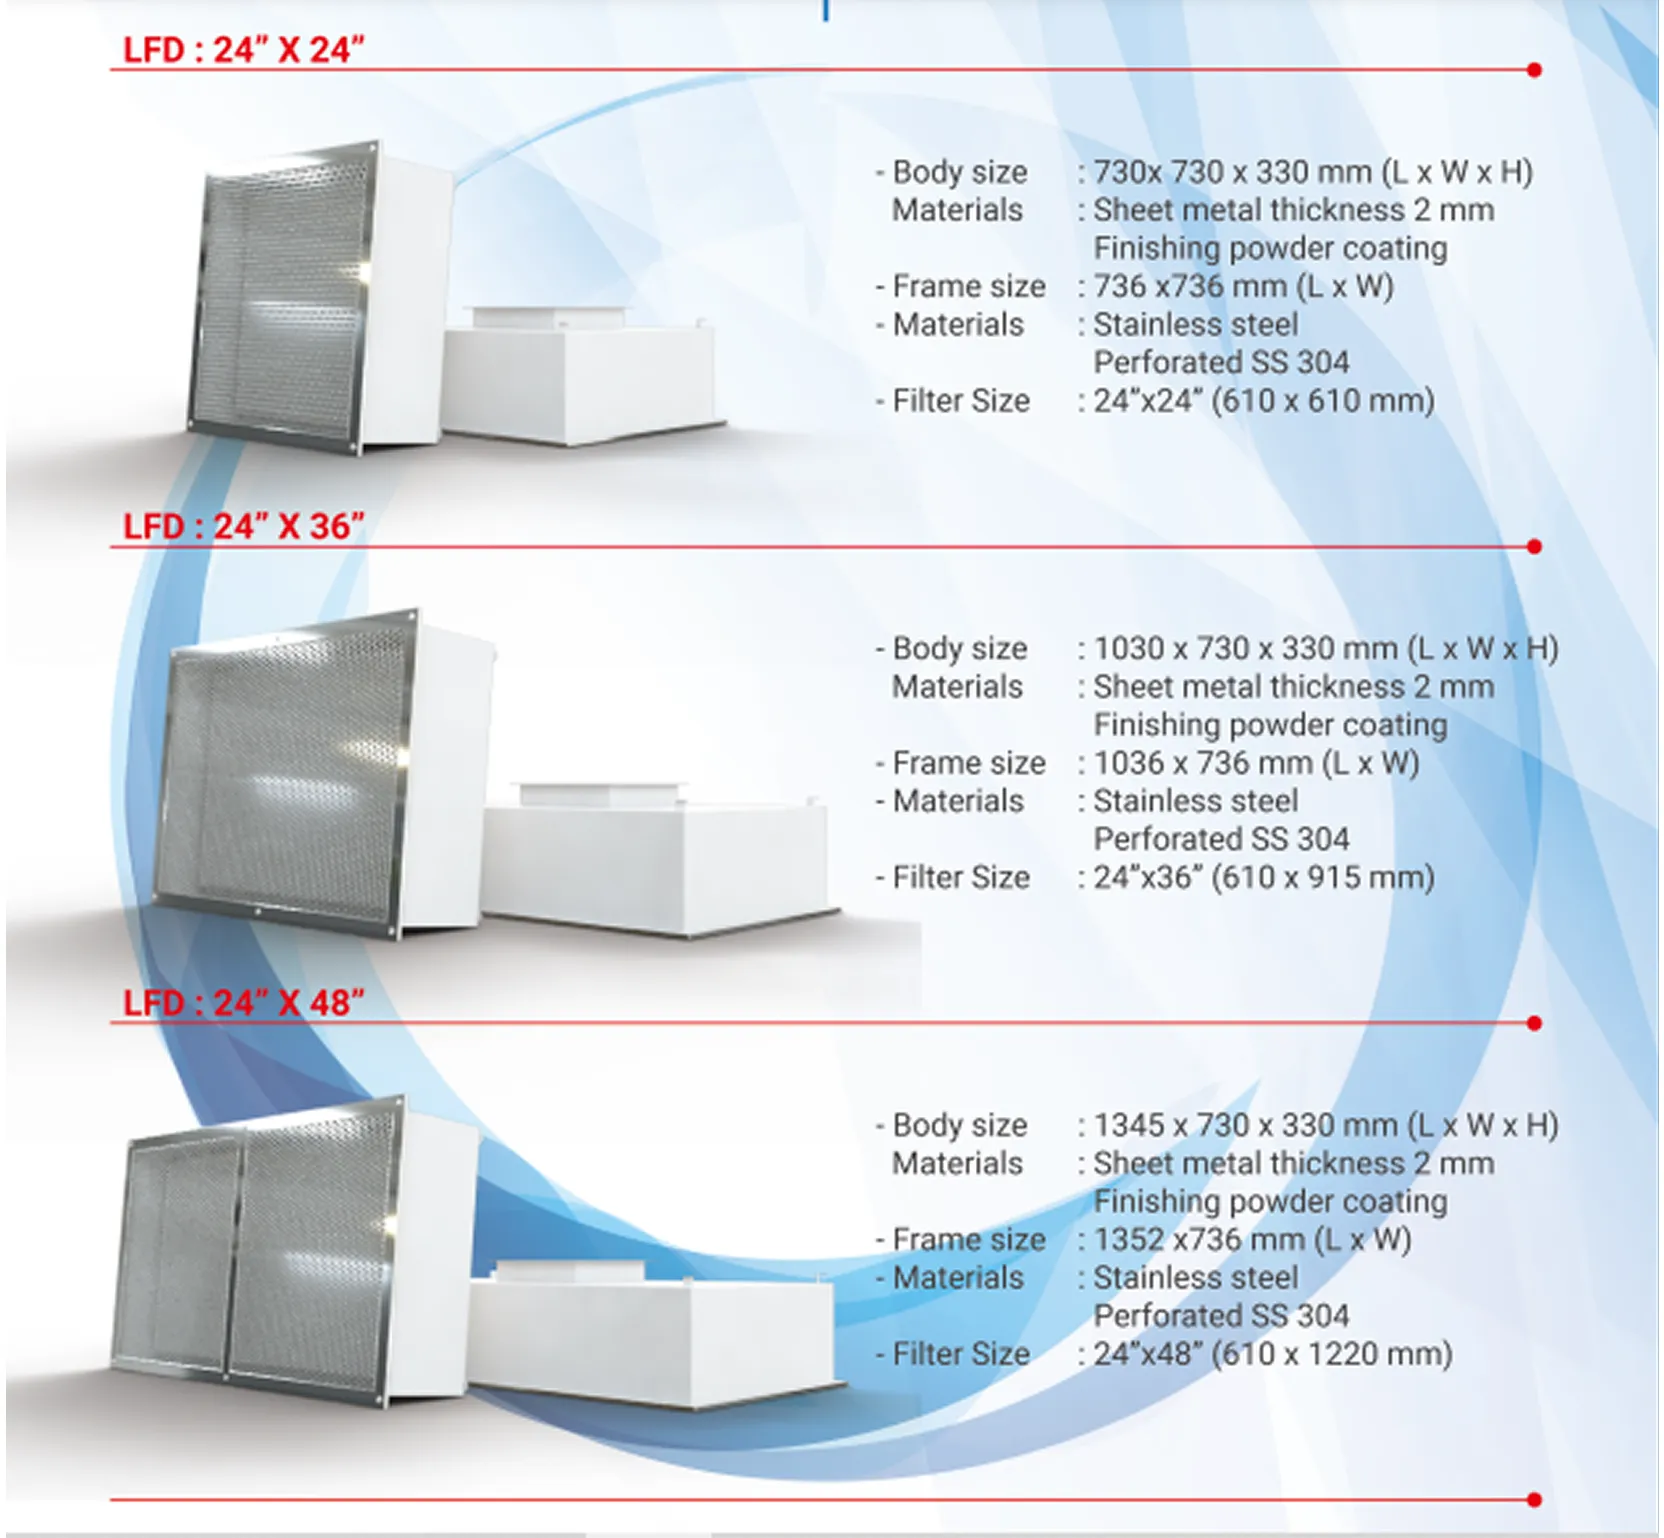 LFD : 24” X 24”
- Body size : 730x 730 x 330 mm (L x W x H)
Materials : Sheet metal thickness 2 mm
Finishing powder coating
- Frame size : 736 x736 mm (L x W)
- Materials : Stainless steel
Perforated SS 304
- Filter Size : 24”x24” (610 x 610 mm)
LFD : 24” X 36”
- Body size : 1030 x 730 x 330 mm (L x W x H)
Materials : Sheet metal thickness 2 mm
Finishing powder coating
- Frame size : 1036 x 736 mm (L x W)
- Materials : Stainless steel
Perforated SS 304
- Filter Size : 24”x36” (610 x 915 mm)
LFD : 24” X 48”
- Body size : 1345 x 730 x 330 mm (L x W x H)
Materials : Sheet metal thickness 2 mm
Finishing powder coating
- Frame size : 1352 x736 mm (L x W)
- Materials : Stainless steel
Perforated SS 304
- Filter Size : 24”x48” (610 x 1220 mm)